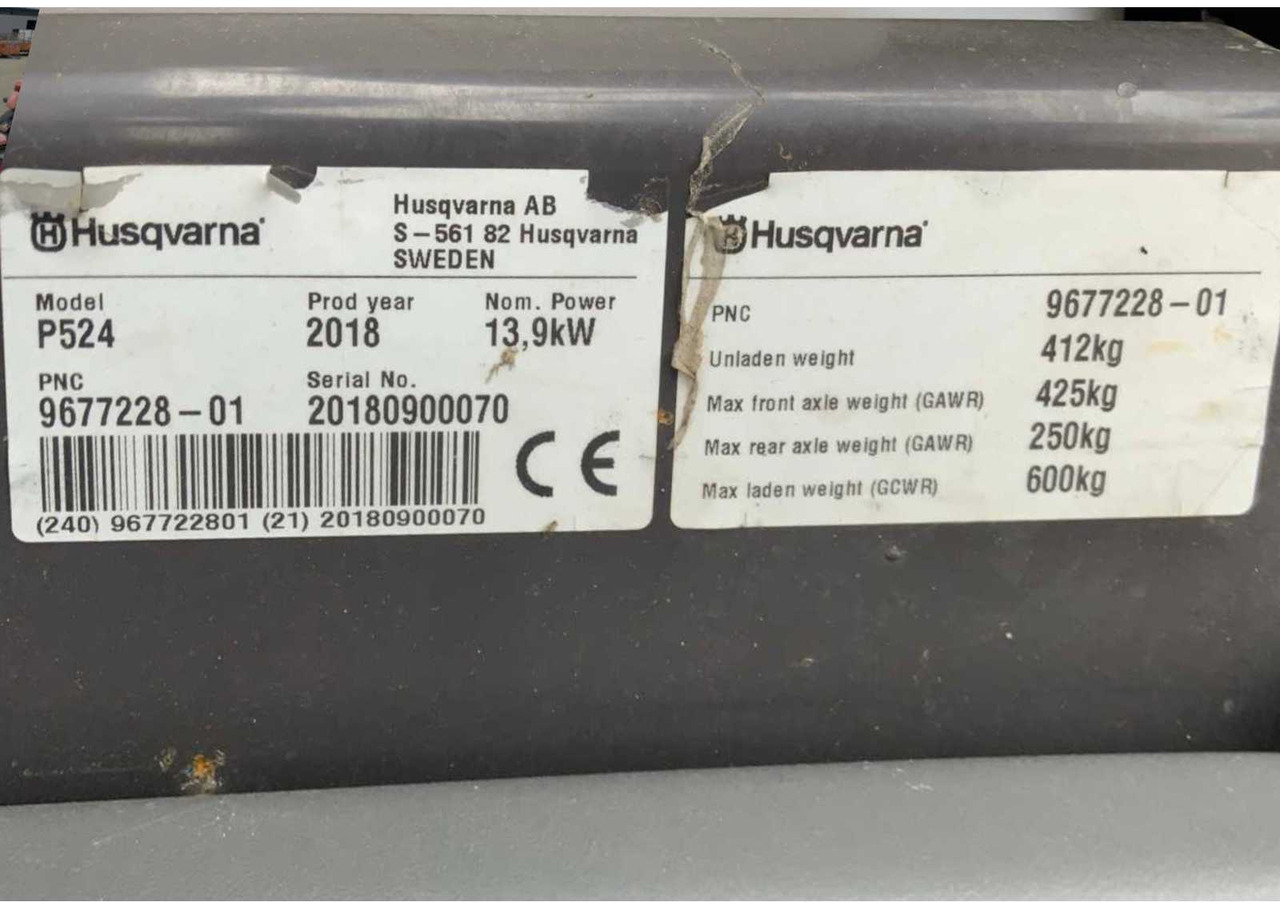 Husqvarna
Husqvarna AB
S-561 82 Husqvarna
SWEDEN
Model Prod year Nom. Power
P524 2018 13,9kW
PNC Serial No.
9677228-01 20180900070
CE
(240) 967722801 (21) 20180900070
Husqvarna
PNC 9677228-01
Unladen weight 412kg
Max front axle weight (GAWR) 425kg
Max rear axle weight (GAWR) 250kg
Max laden weight (GCWR) 600kg